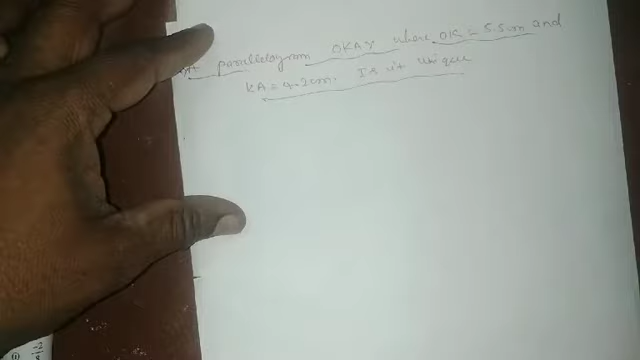 parallelogram OKAY where OK = 5.5 cm and
KA = 4.2 cm. Is it unique